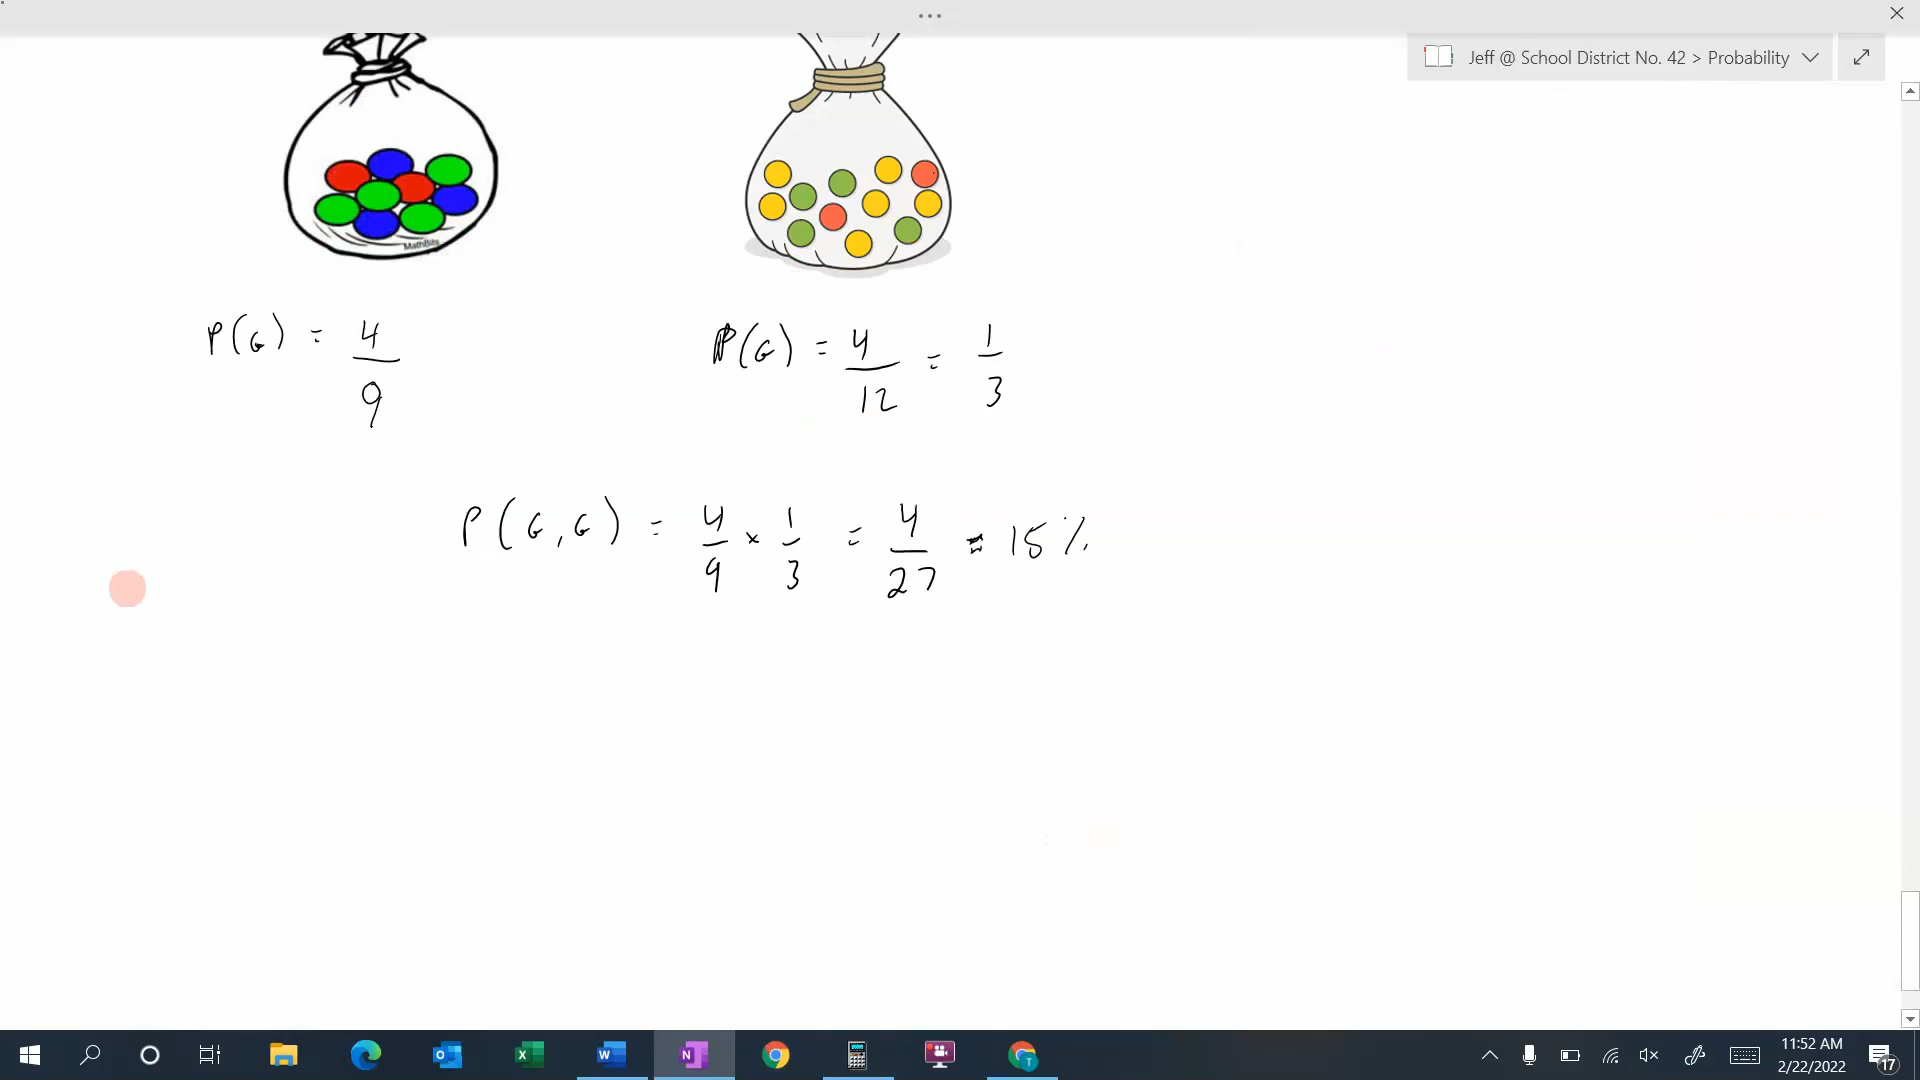 Jeff @ School District No. 42 > Probability
MathBits
P(G) = 4/9
P(G) = 4/12 = 1/3
P(G,G) = 4/9 × 1/3 = 4/27 = 15%
11:52 AM
2/22/2022
17